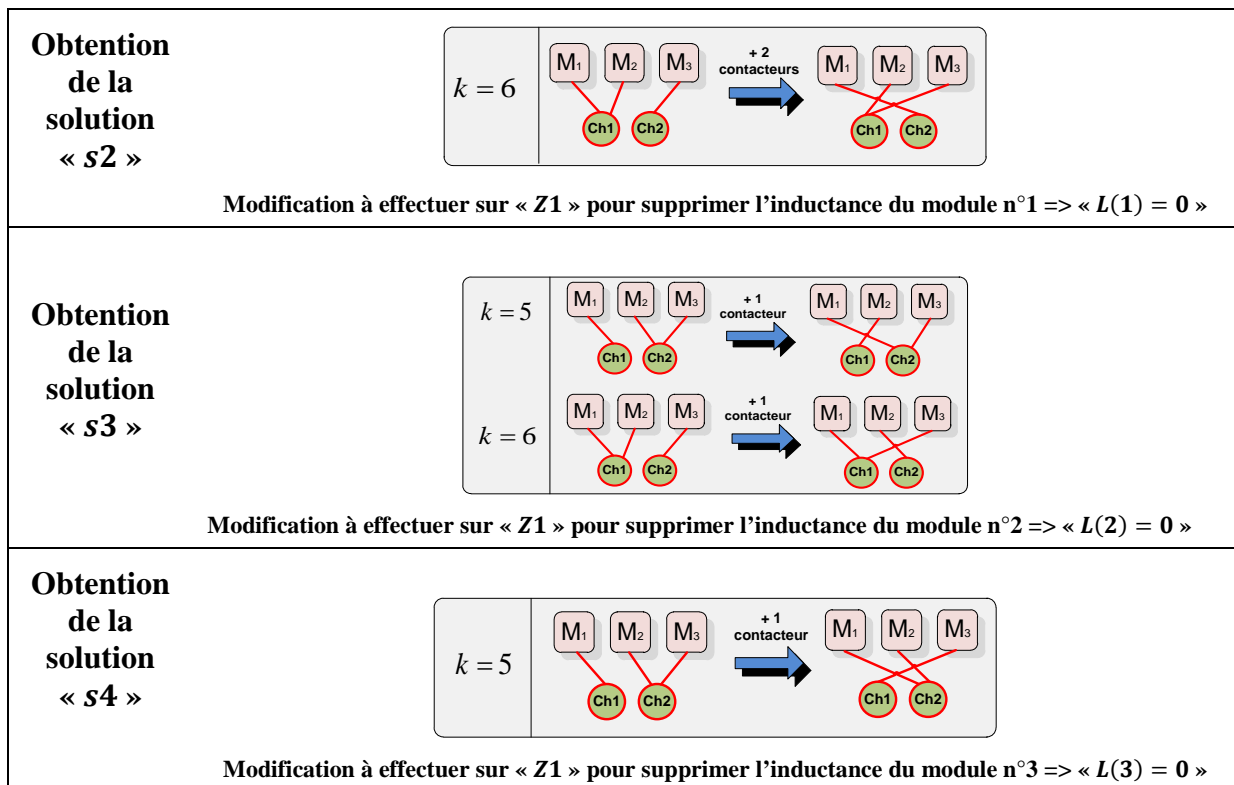 Obtention
de la
solution
« s2 »
k = 6
M1 M2 M3
Ch1 Ch2
+ 2
contacteurs
M1 M2 M3
Ch1 Ch2
Modification à effectuer sur « Z1 » pour supprimer l’inductance du module n°1 => « L(1) = 0 »
Obtention
de la
solution
« s3 »
k = 5
M1 M2 M3
Ch1 Ch2
+ 1
contacteur
M1 M2 M3
Ch1 Ch2
k = 6
M1 M2 M3
Ch1 Ch2
+ 1
contacteur
M1 M2 M3
Ch1 Ch2
Modification à effectuer sur « Z1 » pour supprimer l’inductance du module n°2 => « L(2) = 0 »
Obtention
de la
solution
« s4 »
k = 5
M1 M2 M3
Ch1 Ch2
+ 1
contacteur
M1 M2 M3
Ch1 Ch2
Modification à effectuer sur « Z1 » pour supprimer l’inductance du module n°3 => « L(3) = 0 »